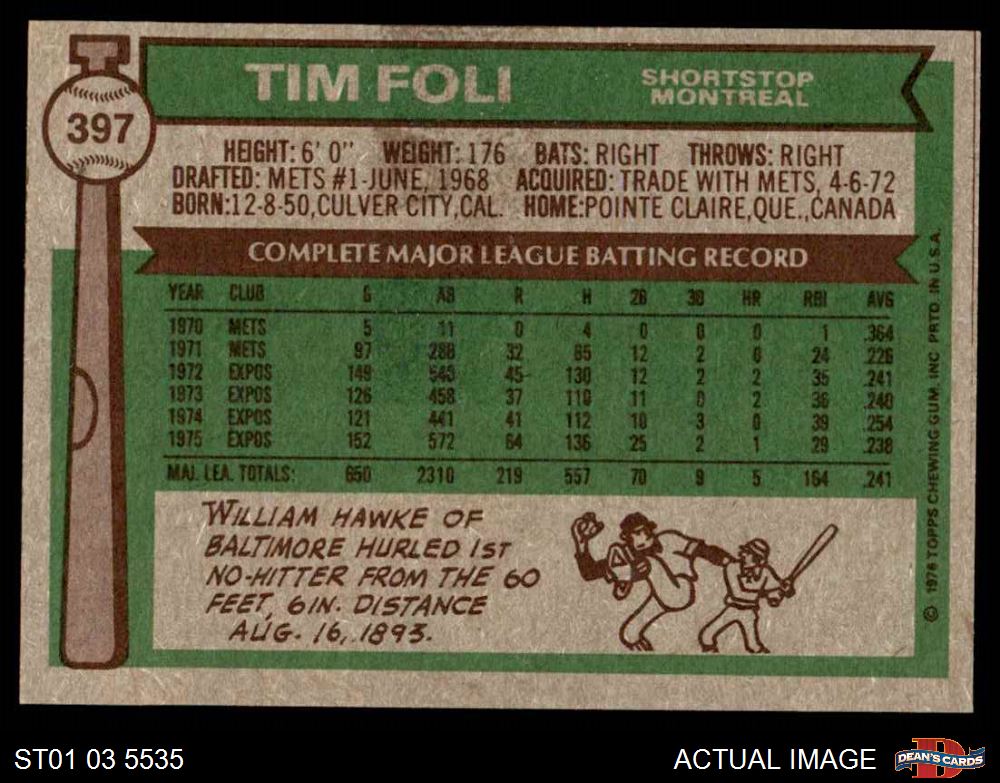 397
TIM FOLI
SHORTSTOP
MONTREAL
HEIGHT: 6' 0" WEIGHT: 176 BATS: RIGHT THROWS: RIGHT
DRAFTED: METS #1-JUNE, 1968 ACQUIRED: TRADE WITH METS, 4-6-72
BORN:12-8-50,CULVER CITY,CAL. HOME:POINTE CLAIRE,QUE.,CANADA
COMPLETE MAJOR LEAGUE BATTING RECORD
YEAR CLUB G AB R H 2B 3B HR RBI AVG
1970 METS 5 11 0 4 0 0 0 1 .364
1971 METS 97 288 32 65 12 2 0 24 .226
1972 EXPOS 149 540 45 130 12 2 2 35 .241
1973 EXPOS 126 458 37 110 11 0 2 36 .240
1974 EXPOS 121 441 41 112 10 3 0 39 .254
1975 EXPOS 152 572 64 136 25 2 1 29 .238
MAJ. LEA. TOTALS: 650 2310 219 557 70 9 5 164 .241
WILLIAM HAWKE OF
BALTIMORE HURLED 1ST
NO-HITTER FROM THE 60
FEET, 6IN. DISTANCE
AUG. 16, 1893.
© 1976 TOPPS CHEWING GUM, INC. PRTD. IN U.S.A.
ST01 03 5535
ACTUAL IMAGE
D
DEAN'S CARDS